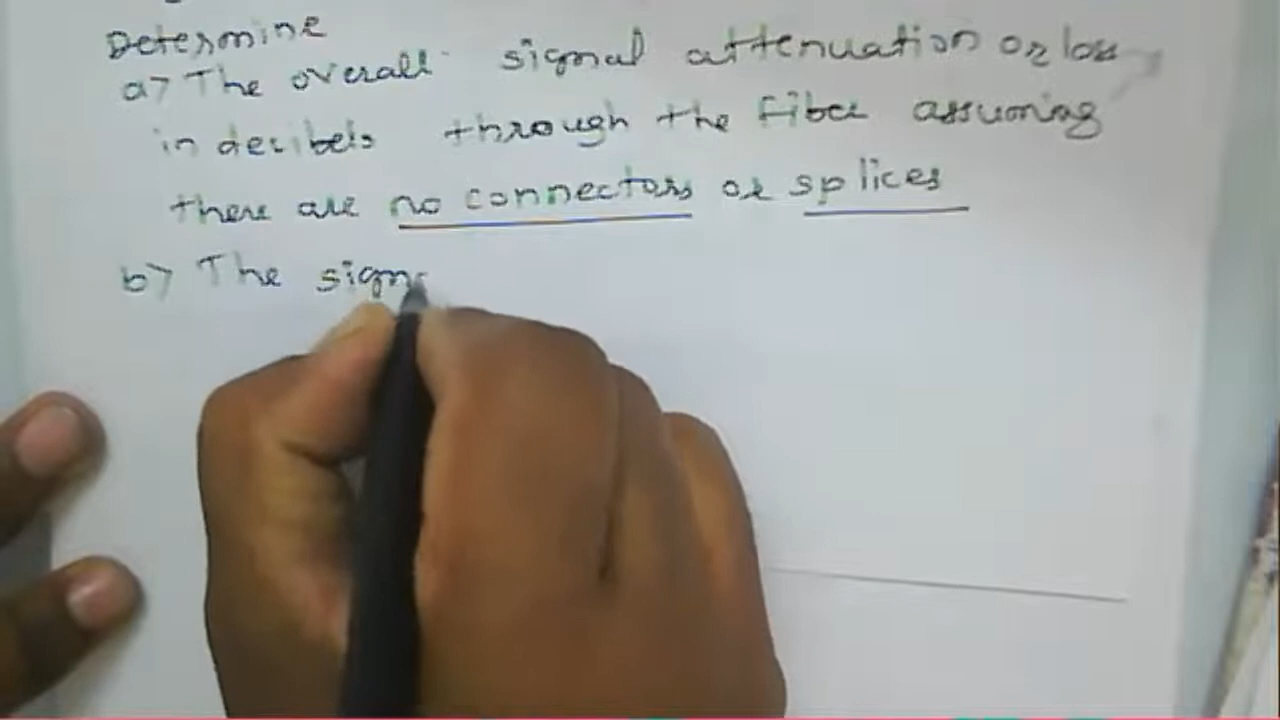 Determine
a) The overall signal attenuation or loss
in decibels through the fiber assuming
there are no connectors or splices
b) The sign